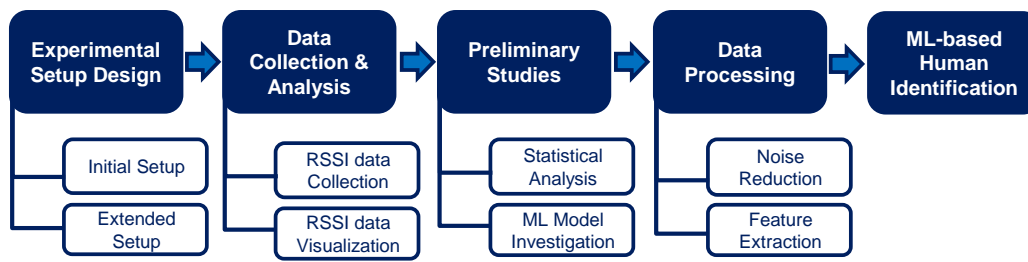 Experimental
Setup Design
Data
Collection &
Analysis
Preliminary
Studies
Data
Processing
ML-based
Human
Identification
Initial Setup
Extended
Setup
RSSI data
Collection
RSSI data
Visualization
Statistical
Analysis
ML Model
Investigation
Noise
Reduction
Feature
Extraction